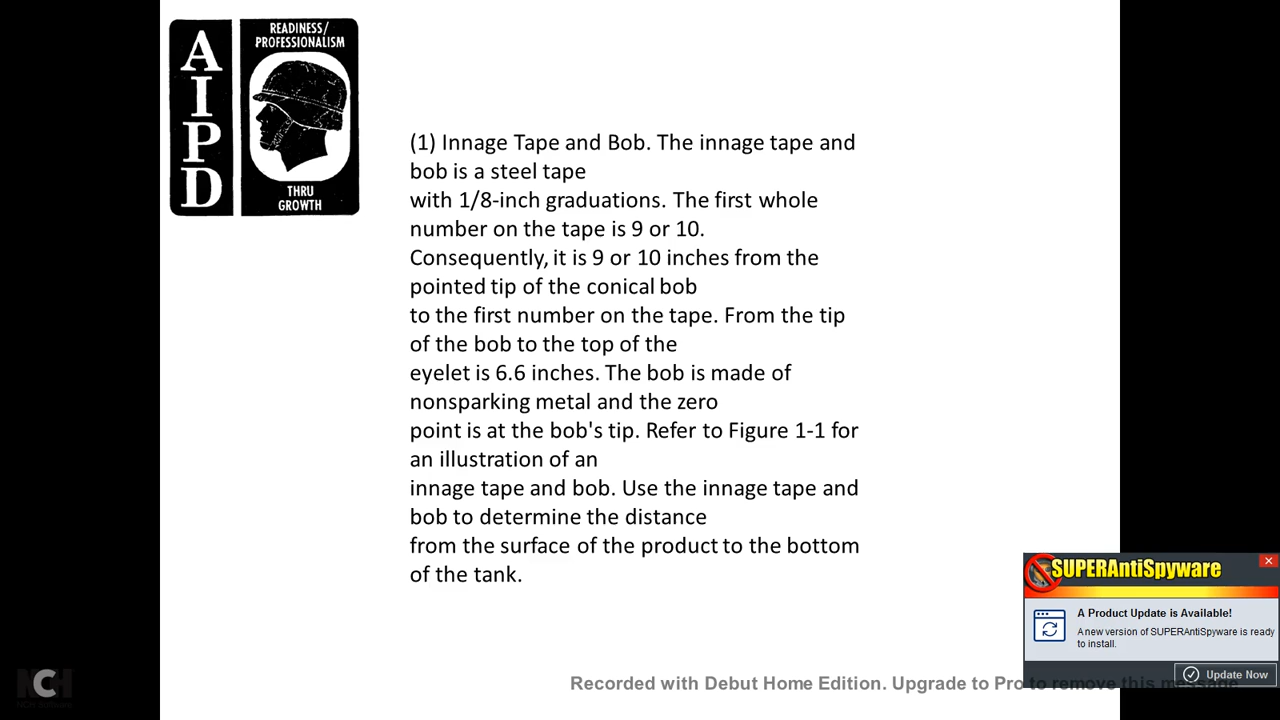 A
I
P
D
READINESS/
PROFESSIONALISM
THRU
GROWTH
(1) Innage Tape and Bob. The innage tape and
bob is a steel tape
with 1/8-inch graduations. The first whole
number on the tape is 9 or 10.
Consequently, it is 9 or 10 inches from the
pointed tip of the conical bob
to the first number on the tape. From the tip
of the bob to the top of the
eyelet is 6.6 inches. The bob is made of
nonsparking metal and the zero
point is at the bob's tip. Refer to Figure 1-1 for
an illustration of an
innage tape and bob. Use the innage tape and
bob to determine the distance
from the surface of the product to the bottom
of the tank.
SUPERAntiSpyware
A Product Update is Available!
A new version of SUPERAntiSpyware is ready
to install.
Update Now
Recorded with Debut Home Edition. Upgrade to Pro to remove this message
NCH
NCH Software